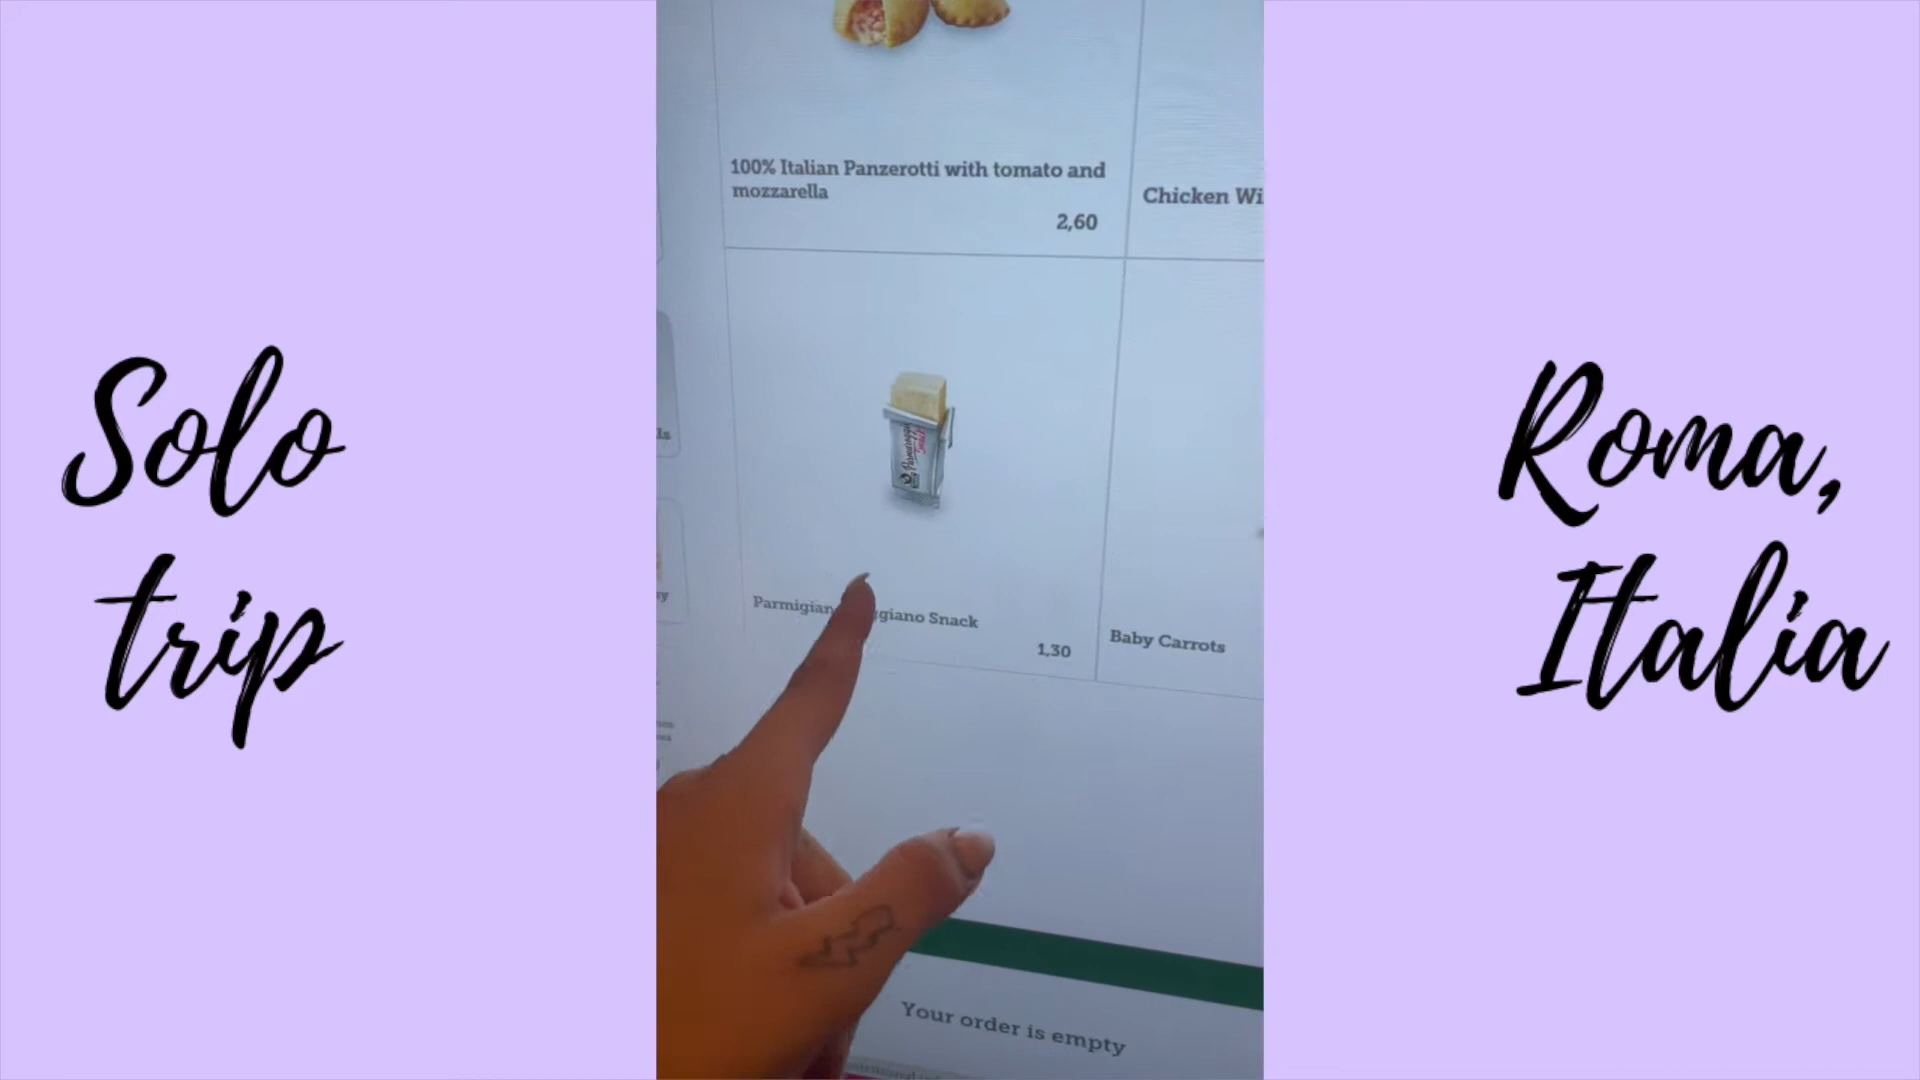 Solo
trip
100% Italian Panzerotti with tomato and
mozzarella
2,60
Chicken Wi
Parmigian ggiano Snack
1,30
Baby Carrots
Your order is empty
Roma,
Italia